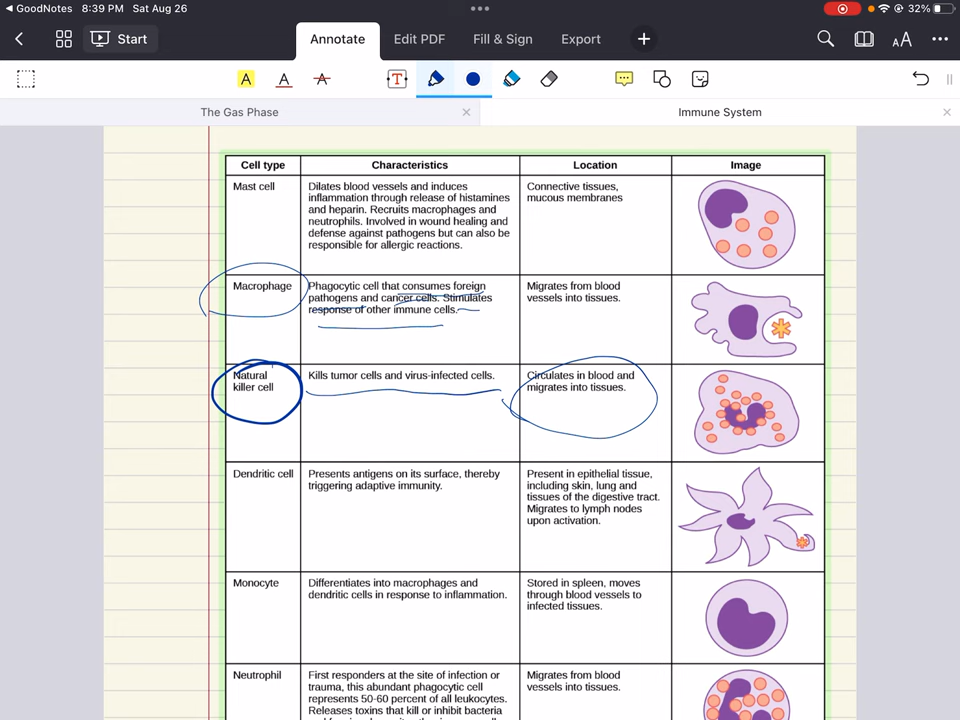 GoodNotes 8:39 PM Sat Aug 26 32%
Start Annotate Edit PDF Fill & Sign Export
The Gas Phase Immune System
Cell type Characteristics Location Image
Mast cell
Dilates blood vessels and induces
inflammation through release of histamines
and heparin. Recruits macrophages and
neutrophils. Involved in wound healing and
defense against pathogens but can also be
responsible for allergic reactions.
Connective tissues,
mucous membranes
Macrophage
Phagocytic cell that consumes foreign
pathogens and cancer cells. Stimulates
response of other immune cells.
Migrates from blood
vessels into tissues.
Natural
killer cell
Kills tumor cells and virus-infected cells.
Circulates in blood and
migrates into tissues.
Dendritic cell
Presents antigens on its surface, thereby
triggering adaptive immunity.
Present in epithelial tissue,
including skin, lung and
tissues of the digestive tract.
Migrates to lymph nodes
upon activation.
Monocyte
Differentiates into macrophages and
dendritic cells in response to inflammation.
Stored in spleen, moves
through blood vessels to
infected tissues.
Neutrophil
First responders at the site of infection or
trauma, this abundant phagocytic cell
represents 50-60 percent of all leukocytes.
Releases toxins that kill or inhibit bacteria
Migrates from blood
vessels into tissues.